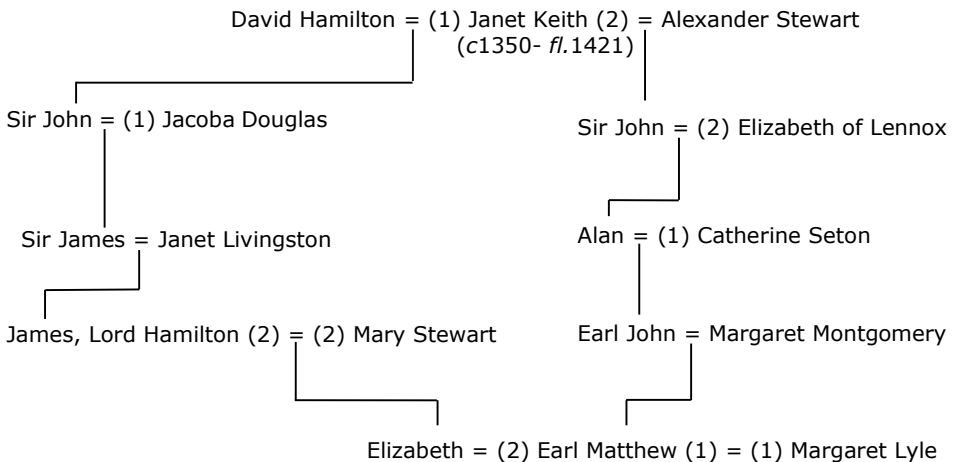 David Hamilton = (1) Janet Keith (2) = Alexander Stewart
(c1350- fl.1421)
Sir John = (1) Jacoba Douglas
Sir John = (2) Elizabeth of Lennox
Sir James = Janet Livingston
Alan = (1) Catherine Seton
James, Lord Hamilton (2) = (2) Mary Stewart
Earl John = Margaret Montgomery
Elizabeth = (2) Earl Matthew (1) = (1) Margaret Lyle